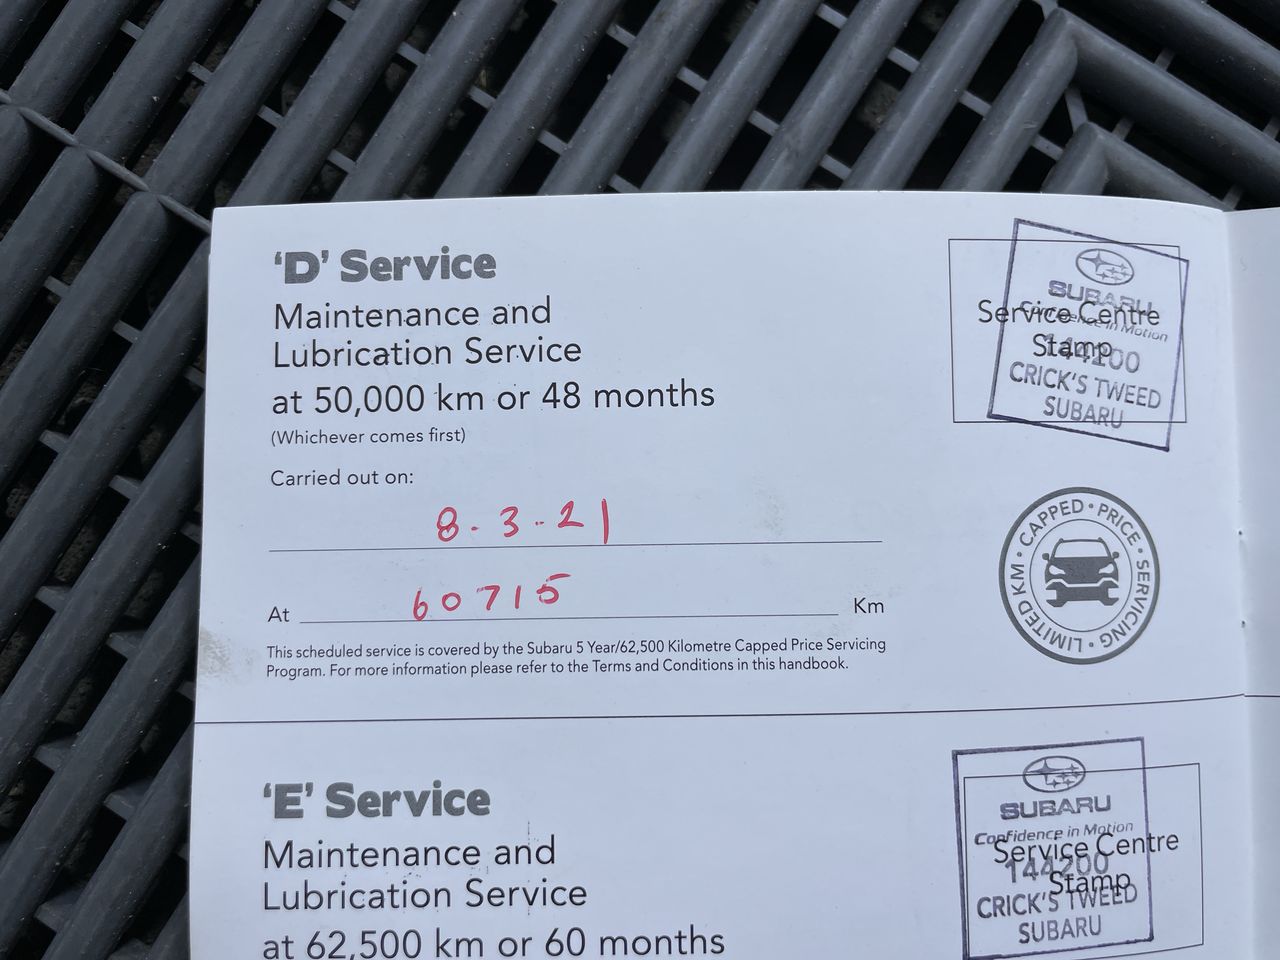 'D' Service
Maintenance and
Lubrication Service
at 50,000 km or 48 months
(Whichever comes first)
Carried out on:
8.3.21
At 60715 Km
This scheduled service is covered by the Subaru 5 Year/62,500 Kilometre Capped Price Servicing
Program. For more information please refer to the Terms and Conditions in this handbook.
Service Centre
Stamp
SUBARU
Confidence in Motion
144200
CRICK'S TWEED
SUBARU
LIMITED KM • CAPPED • PRICE • SERVICING •
'E' Service
Maintenance and
Lubrication Service
at 62,500 km or 60 months
Service Centre
Stamp
SUBARU
Confidence in Motion
144200
CRICK'S TWEED
SUBARU